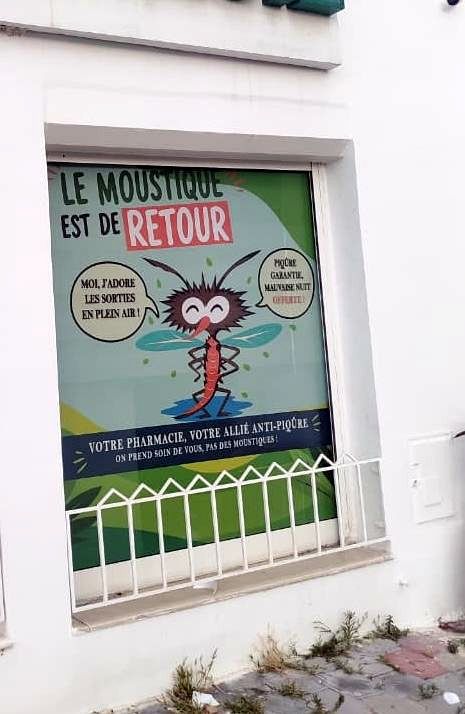 LE MOUSTIQUE
EST DE RETOUR
MOI, J'ADORE
LES SORTIES
EN PLEIN AIR !
PIQÛRE
GARANTIE,
MAUVAISE NUIT
OFFERTE !
VOTRE PHARMACIE, VOTRE ALLIÉ ANTI-PIQÛRE
ON PREND SOIN DE VOUS, PAS DES MOUSTIQUES !